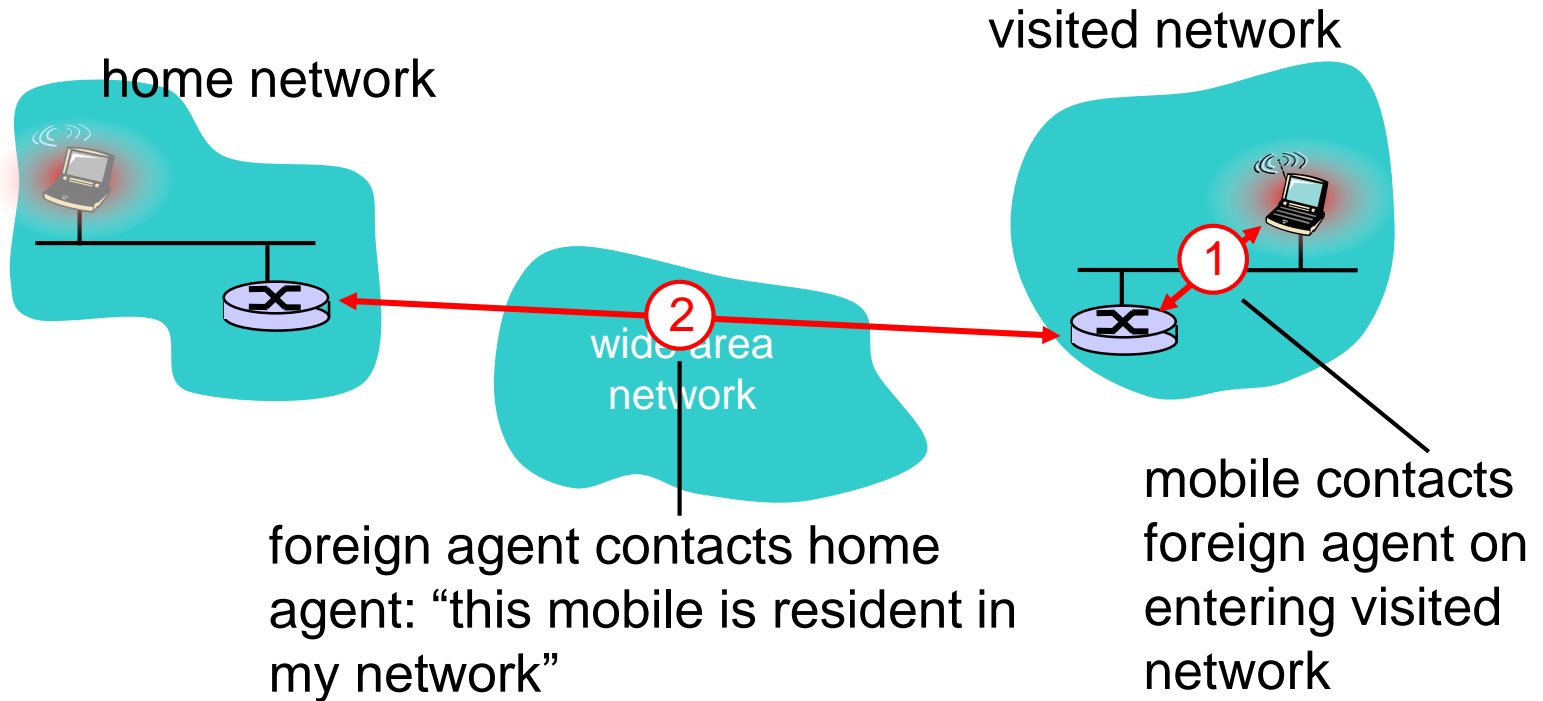 visited network
home network
1
2
wide area
network
mobile contacts
foreign agent on
entering visited
network
foreign agent contacts home
agent: “this mobile is resident in
my network”